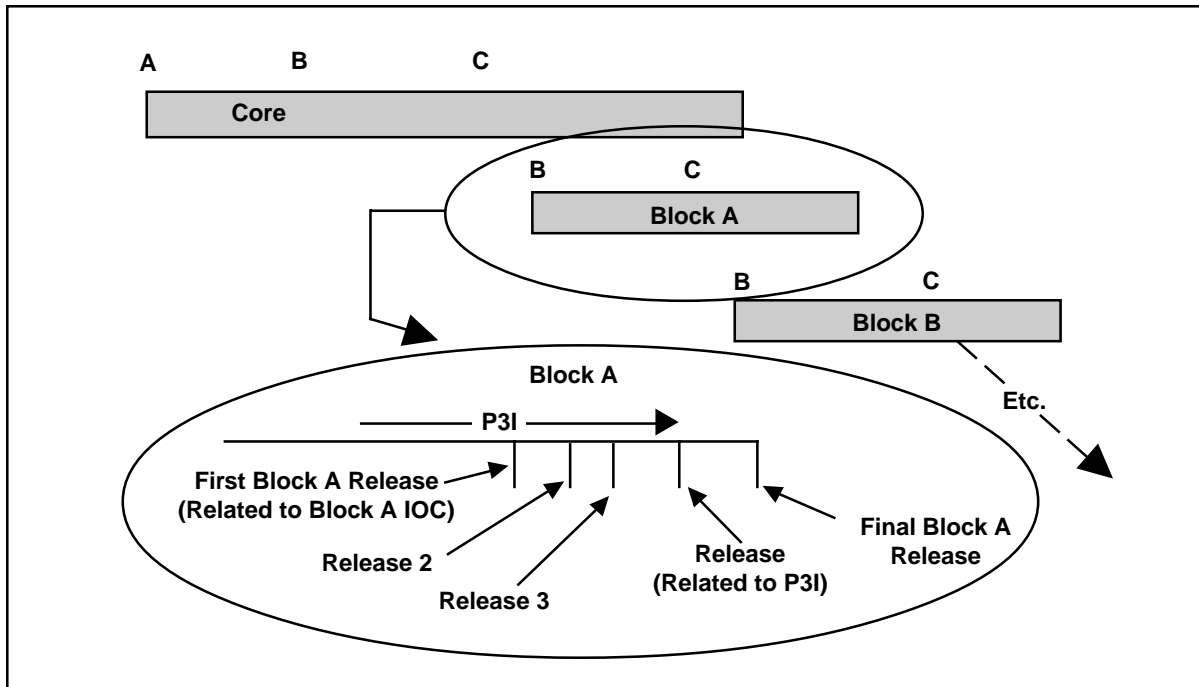 A B C
Core
B C
Block A
B C
Block B
Etc.
Block A
P3I
First Block A Release
(Related to Block A IOC)
Release 2
Release 3
Release
(Related to P3I)
Final Block A
Release